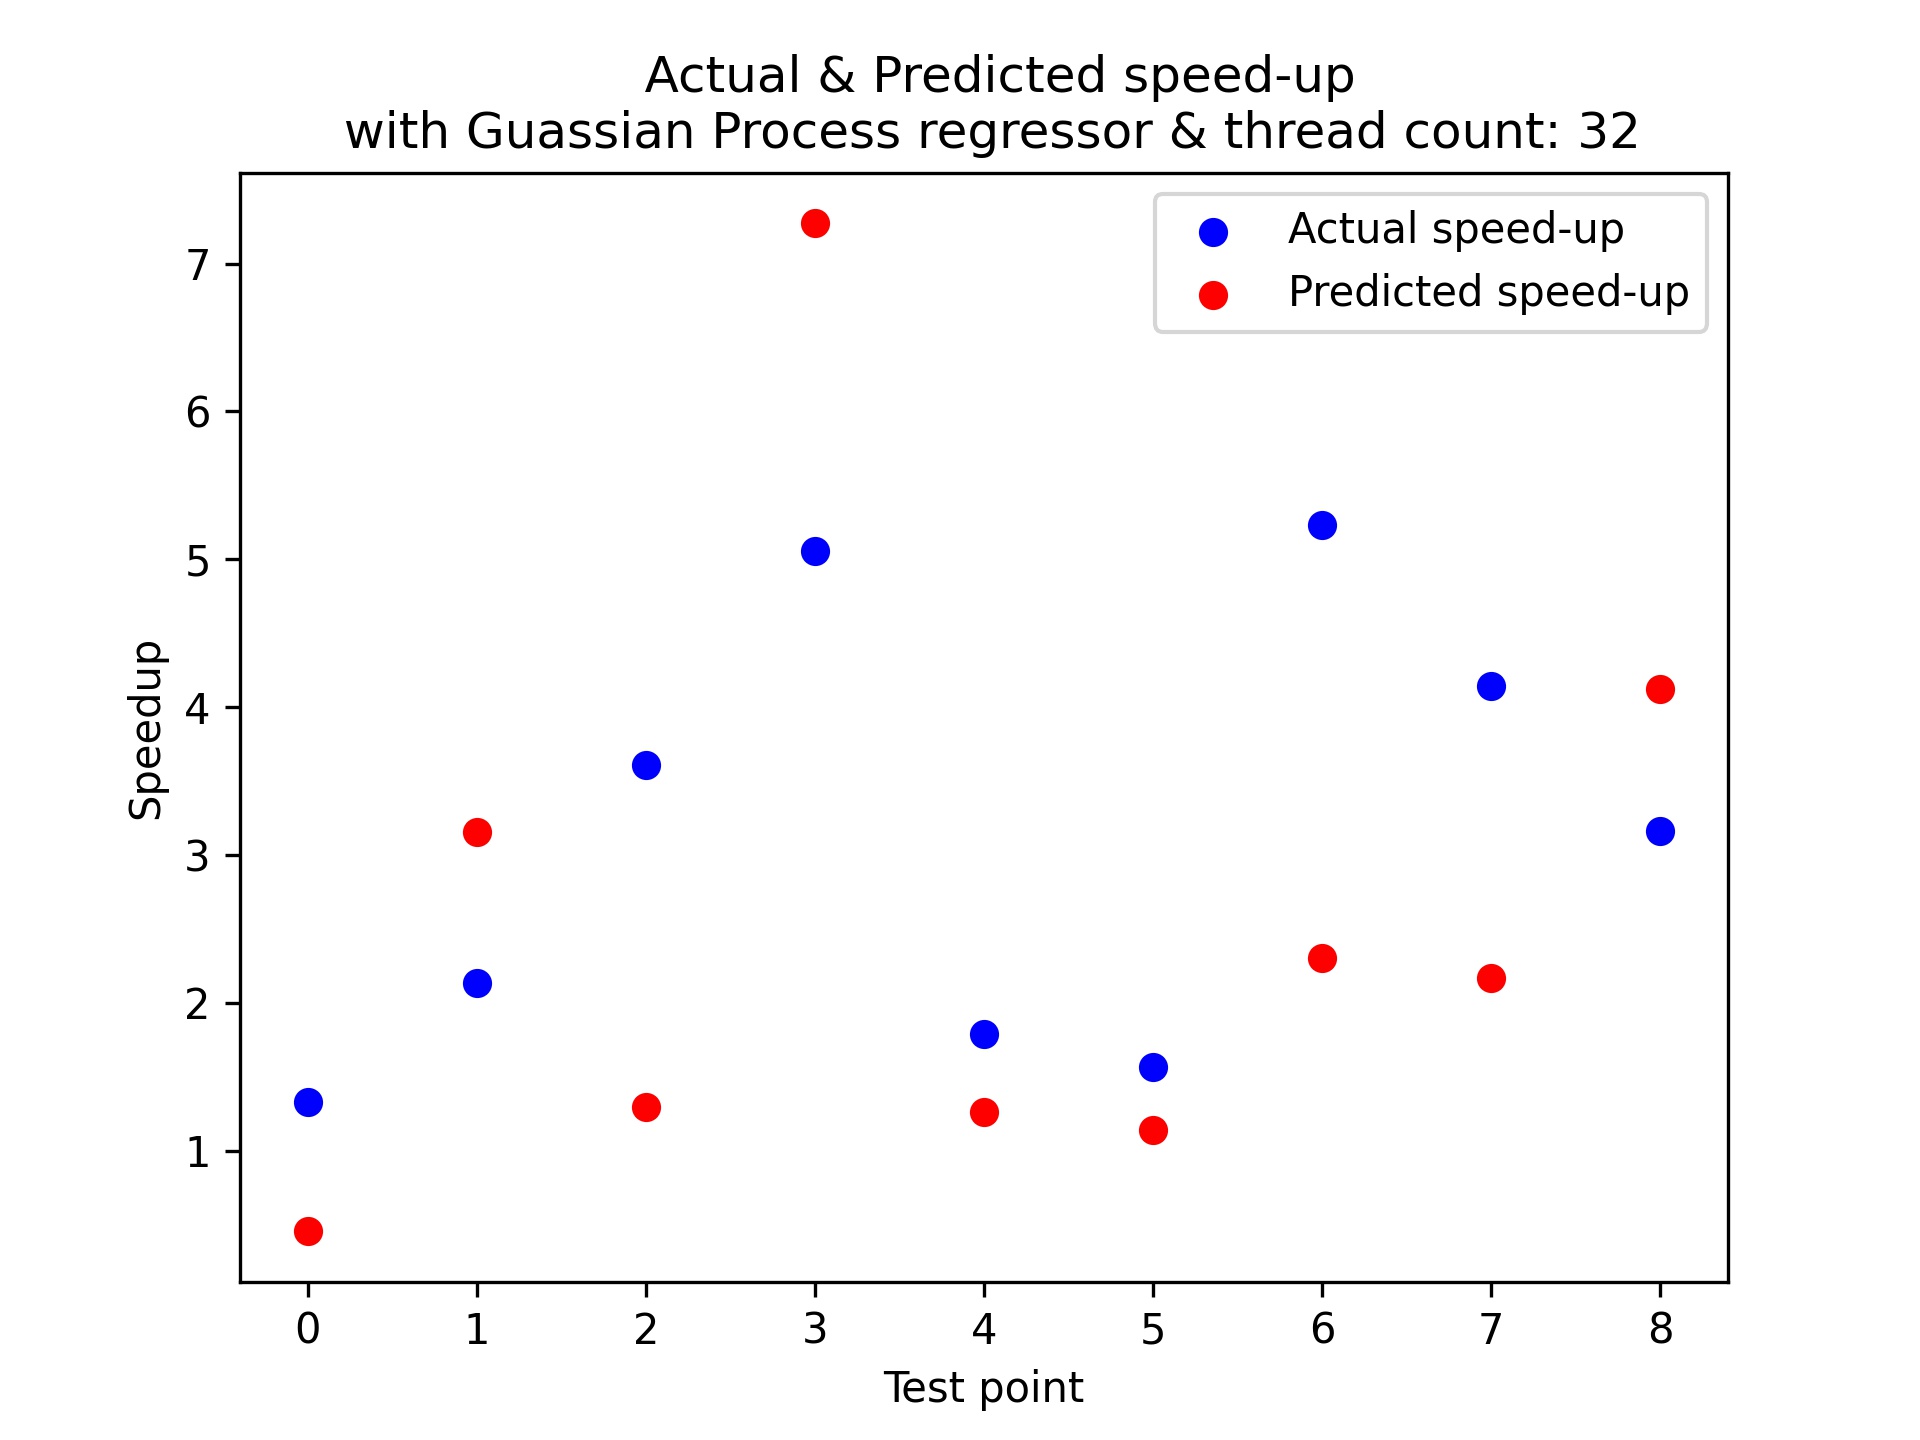 Actual & Predicted speed-up
with Guassian Process regressor & thread count: 32
Actual speed-up
Predicted speed-up
7
6
5
4
3
2
1
Speedup
0 1 2 3 4 5 6 7 8
Test point